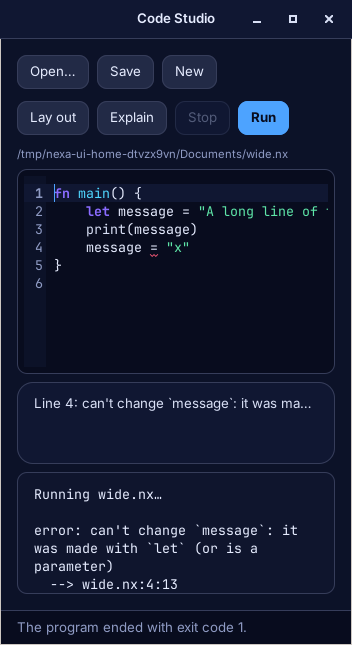 Code Studio
Open... Save New
Lay out Explain Stop Run
/tmp/nexa-ui-home-dtvzx9vn/Documents/wide.nx
1 fn main() {
2     let message = "A long line of
3     print(message)
4     message = "x"
5 }
6
Line 4: can't change `message`: it was ma...
Running wide.nx…
error: can't change `message`: it
was made with `let` (or is a
parameter)
  --> wide.nx:4:13
The program ended with exit code 1.